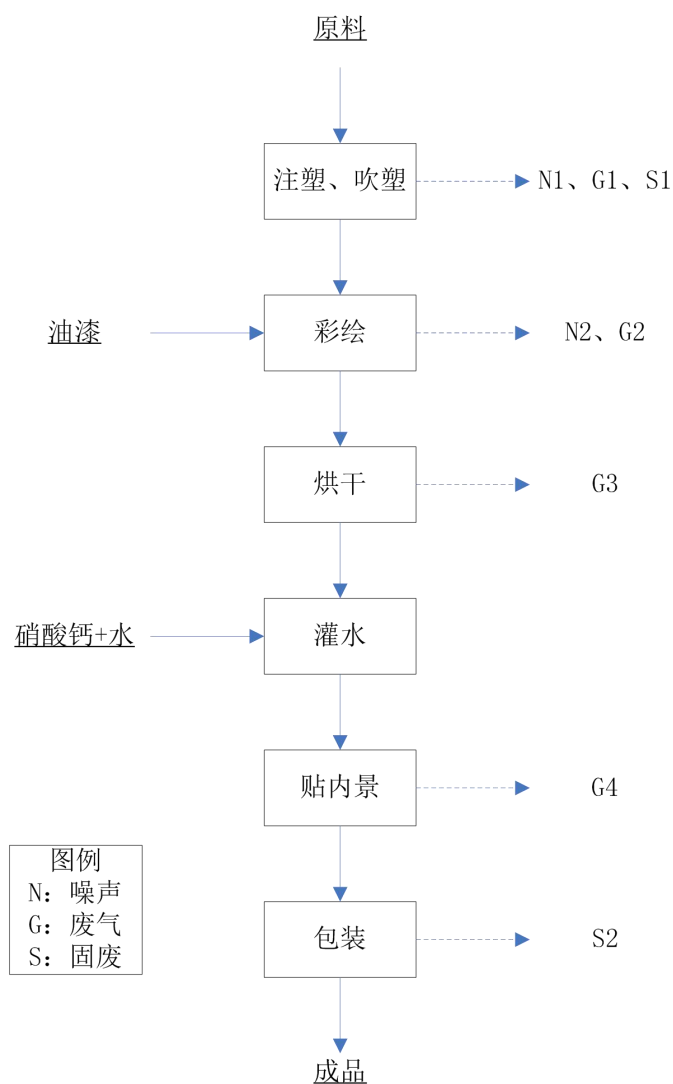 原料
注塑、吹塑
N1、G1、S1
油漆
彩绘
N2、G2
烘干
G3
硝酸钙+水
灌水
贴内景
G4
图例
N：噪声
G：废气
S：固废
包装
S2
成品